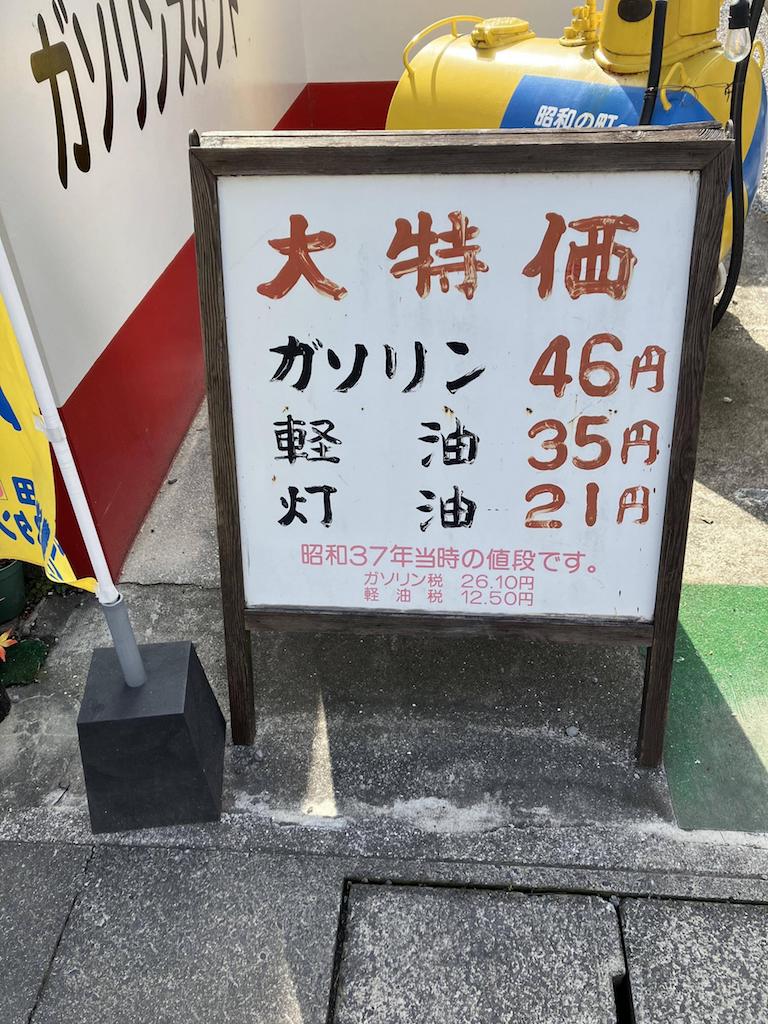 ガソリンスタンド
昭和の町
大特価
ガソリン 46円
軽油 35円
灯油 21円
昭和37年当時の値段です。
ガソリン税 26.10円
軽油税 12.50円